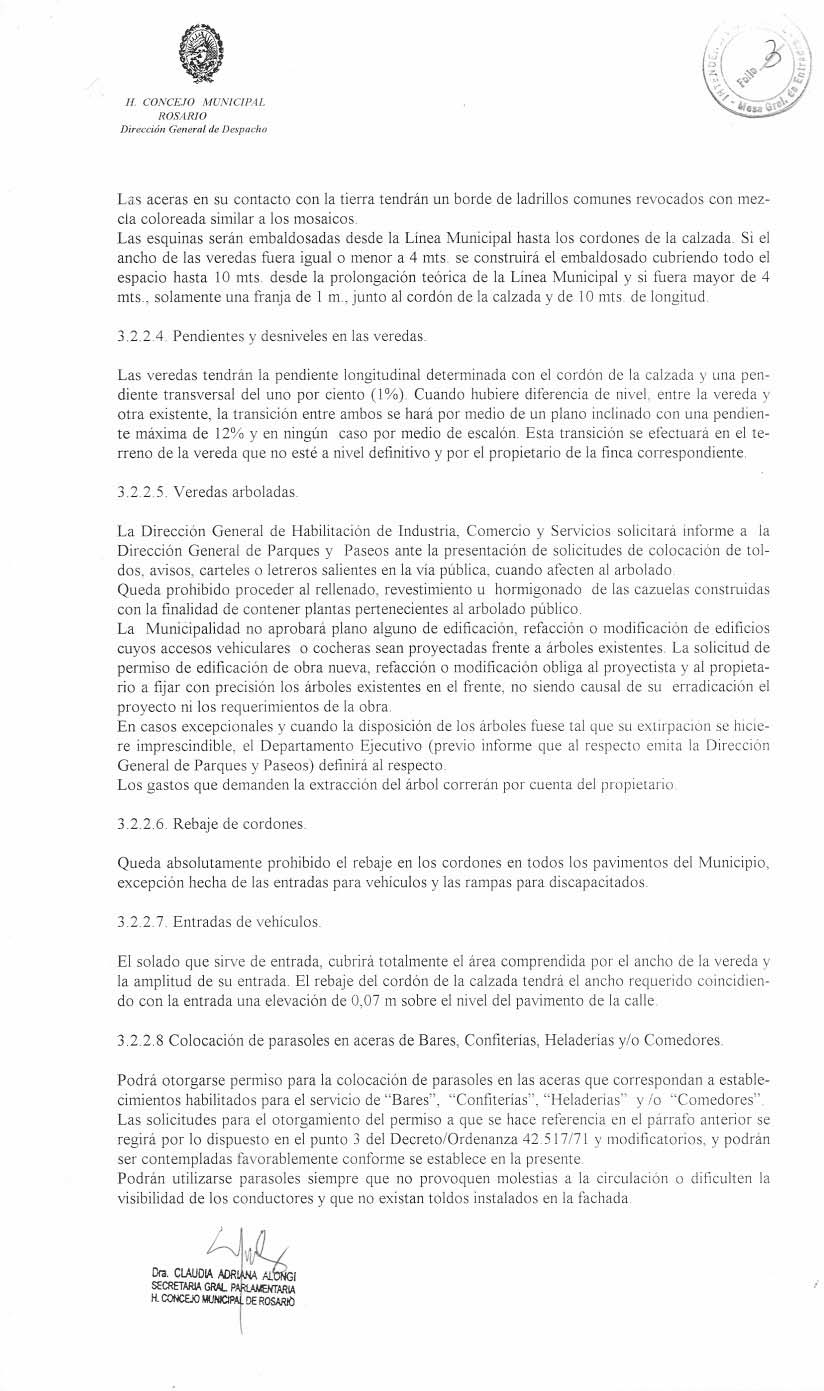 H. CONCEJO MUNICIPAL
ROSARIO
Dirección General de Despacho
Folio 3
Mesa Gral. de Entradas
Las aceras en su contacto con la tierra tendrán un borde de ladrillos comunes revocados con mez-
cla coloreada similar a los mosaicos.
Las esquinas serán embaldosadas desde la Línea Municipal hasta los cordones de la calzada. Si el
ancho de las veredas fuera igual o menor a 4 mts. se construirá el embaldosado cubriendo todo el
espacio hasta 10 mts. desde la prolongación teórica de la Línea Municipal y si fuera mayor de 4
mts., solamente una franja de 1 m., junto al cordón de la calzada y de 10 mts. de longitud.
3.2.2.4. Pendientes y desniveles en las veredas.
Las veredas tendrán la pendiente longitudinal determinada con el cordón de la calzada y una pen-
diente transversal del uno por ciento (1%). Cuando hubiere diferencia de nivel, entre la vereda y
otra existente, la transición entre ambos se hará por medio de un plano inclinado con una pendien-
te máxima de 12% y en ningún caso por medio de escalón. Esta transición se efectuará en el te-
rreno de la vereda que no esté a nivel definitivo y por el propietario de la finca correspondiente.
3.2.2.5. Veredas arboladas.
La Dirección General de Habilitación de Industria, Comercio y Servicios solicitará informe a la
Dirección General de Parques y Paseos ante la presentación de solicitudes de colocación de tol-
dos, avisos, carteles o letreros salientes en la vía pública, cuando afecten al arbolado.
Queda prohibido proceder al rellenado, revestimiento u hormigonado de las cazuelas construidas
con la finalidad de contener plantas pertenecientes al arbolado público.
La Municipalidad no aprobará plano alguno de edificación, refacción o modificación de edificios
cuyos accesos vehiculares o cocheras sean proyectadas frente a árboles existentes. La solicitud de
permiso de edificación de obra nueva, refacción o modificación obliga al proyectista y al propieta-
rio a fijar con precisión los árboles existentes en el frente, no siendo causal de su erradicación el
proyecto ni los requerimientos de la obra.
En casos excepcionales y cuando la disposición de los árboles fuese tal que su extirpación se hicie-
re imprescindible, el Departamento Ejecutivo (previo informe que al respecto emita la Dirección
General de Parques y Paseos) definirá al respecto.
Los gastos que demanden la extracción del árbol correrán por cuenta del propietario.
3.2.2.6. Rebaje de cordones.
Queda absolutamente prohibido el rebaje en los cordones en todos los pavimentos del Municipio,
excepción hecha de las entradas para vehículos y las rampas para discapacitados.
3.2.2.7. Entradas de vehículos.
El solado que sirve de entrada, cubrirá totalmente el área comprendida por el ancho de la vereda y
la amplitud de su entrada. El rebaje del cordón de la calzada tendrá el ancho requerido coincidien-
do con la entrada una elevación de 0,07 m sobre el nivel del pavimento de la calle.
3.2.2.8 Colocación de parasoles en aceras de Bares, Confiterías, Heladerías y/o Comedores.
Podrá otorgarse permiso para la colocación de parasoles en las aceras que correspondan a estable-
cimientos habilitados para el servicio de “Bares”, “Confiterías”, “Heladerías” y /o “Comedores”.
Las solicitudes para el otorgamiento del permiso a que se hace referencia en el párrafo anterior se
regirá por lo dispuesto en el punto 3 del Decreto/Ordenanza 42.517/71 y modificatorios, y podrán
ser contempladas favorablemente conforme se establece en la presente.
Podrán utilizarse parasoles siempre que no provoquen molestias a la circulación o dificulten la
visibilidad de los conductores y que no existan toldos instalados en la fachada.
Dra. CLAUDIA ADRIANA ALONGI
SECRETARIA GRAL. PARLAMENTARIA
H. CONCEJO MUNICIPAL DE ROSARIO